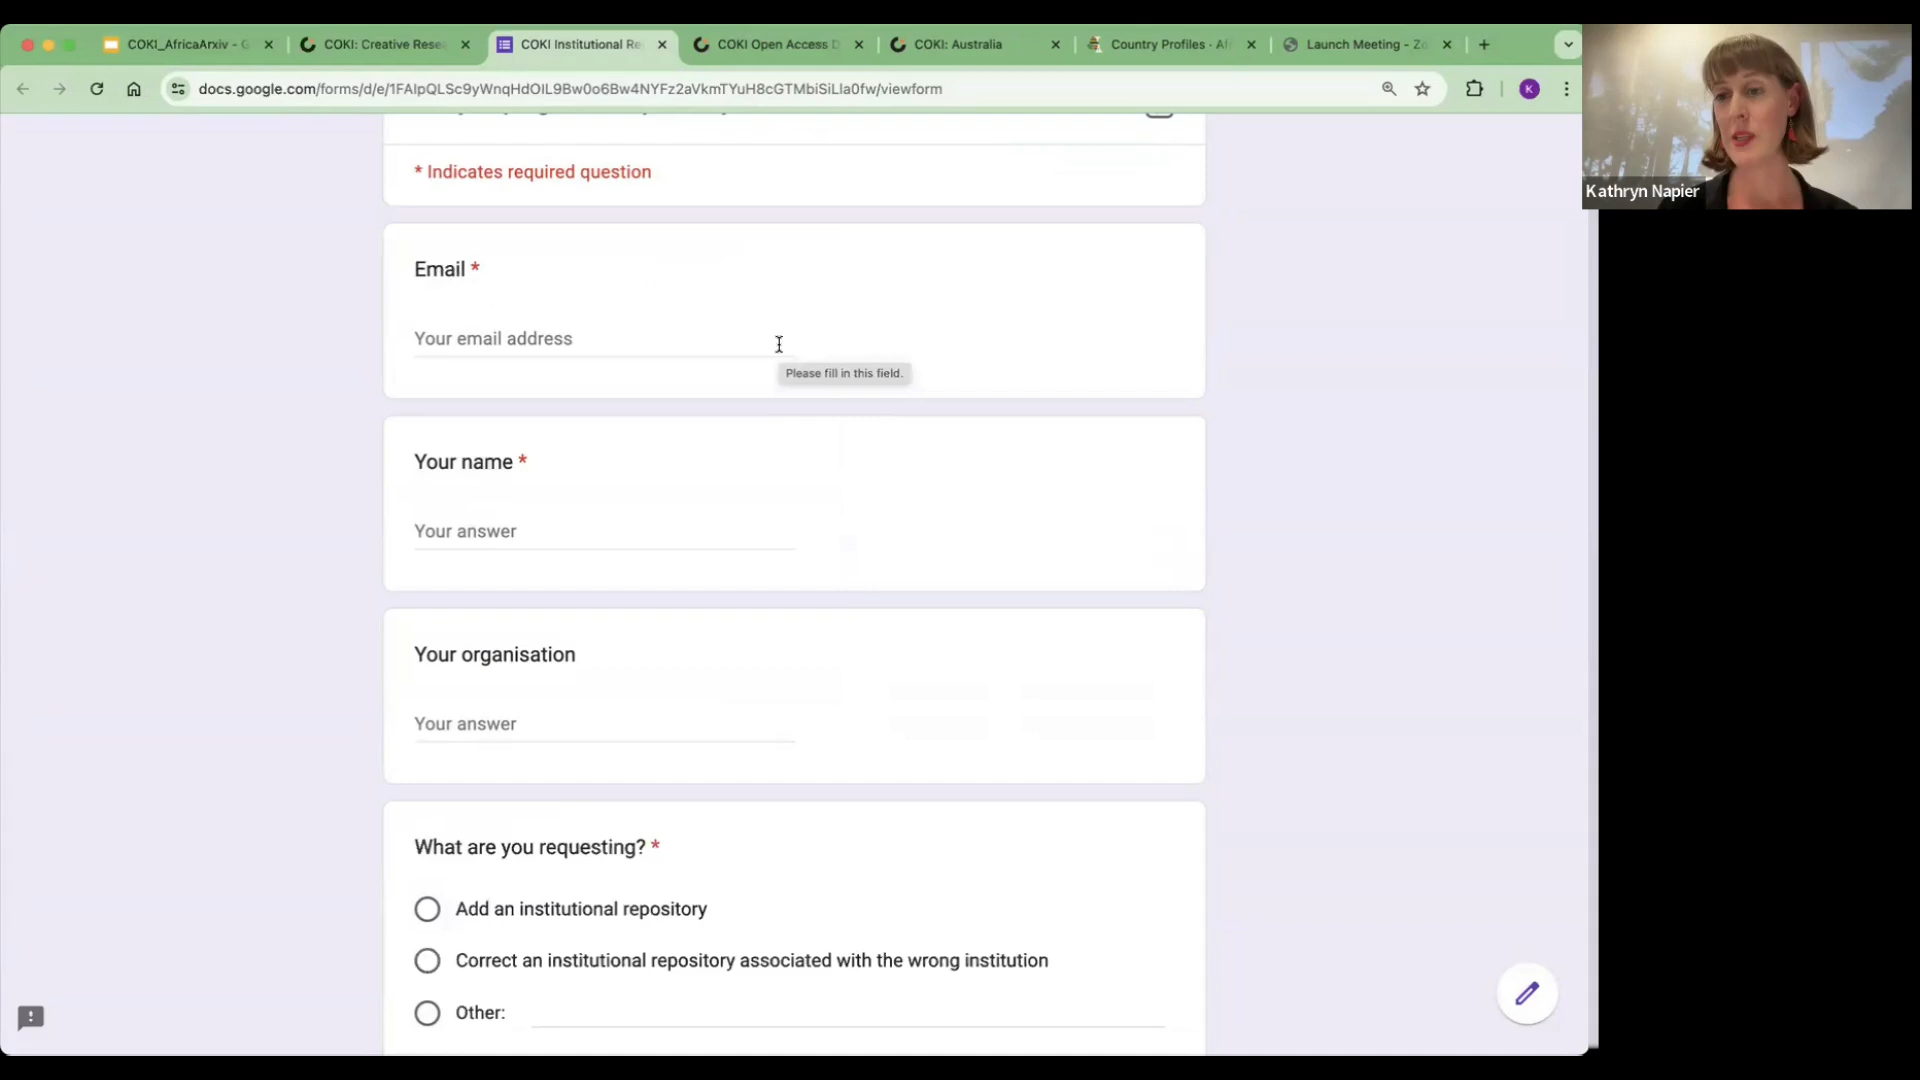 COKI_AfricaArxiv - G
COKI: Creative Rese
COKI Institutional Re
COKI Open Access D
COKI: Australia
Country Profiles · Af
Launch Meeting - Zo
docs.google.com/forms/d/e/1FAIpQLSc9yWnqHdOIL9Bw0o6Bw4NYFz2aVkmTYuH8cGTMbiSiLIa0fw/viewform
K
Kathryn Napier
* Indicates required question
Email *
Your email address
Please fill in this field.
Your name *
Your answer
Your organisation
Your answer
What are you requesting? *
Add an institutional repository
Correct an institutional repository associated with the wrong institution
Other: